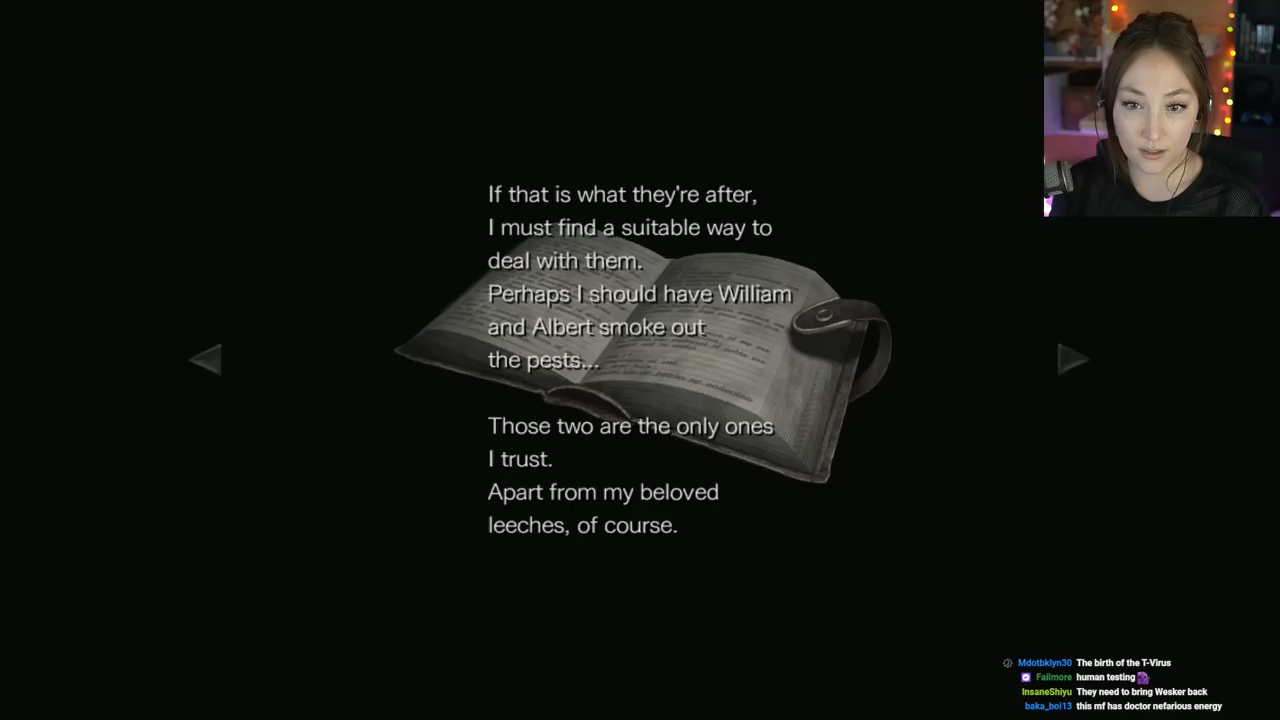 If that is what they're after,
I must find a suitable way to
deal with them.
Perhaps I should have William
and Albert smoke out
the pests...
Those two are the only ones
I trust.
Apart from my beloved
leeches, of course.
Mdotbklyn30 The birth of the T-Virus
Failmore human testing
InsaneShiyu They need to bring Wesker back
baka_boi13 this mf has doctor nefarious energy